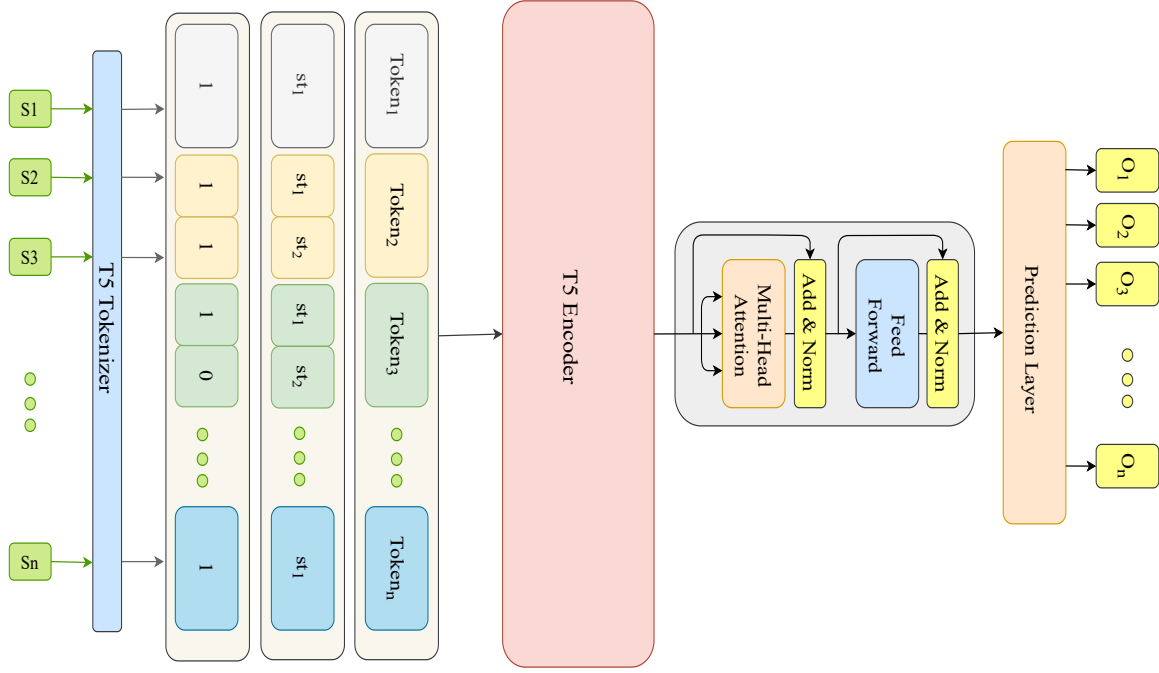 S1
S2
S3
Sn
T5 Tokenizer
1
1
1
1
0
1
st₁
st₁
st₂
st₁
st₂
st₁
Token₁
Token₂
Token₃
Tokenₙ
T5 Encoder
Multi-Head
Attention
Add & Norm
Feed
Forward
Add & Norm
Prediction Layer
O₁
O₂
O₃
Oₙ